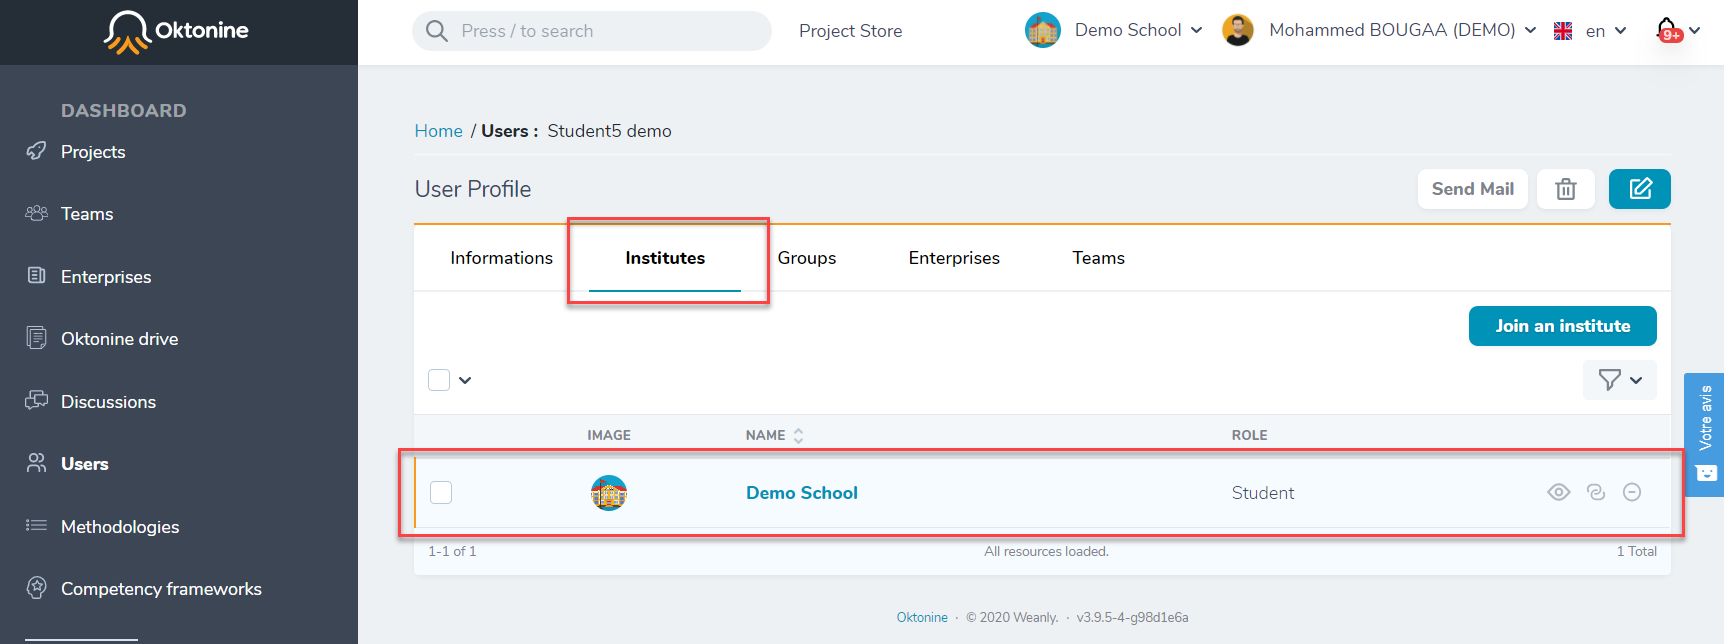 Oktonine
Press / to search
Project Store
Demo School
Mohammed BOUGAA (DEMO)
en
9+
DASHBOARD
Projects
Teams
Enterprises
Oktonine drive
Discussions
Users
Methodologies
Competency frameworks
Home / Users : Student5 demo
User Profile
Send Mail
Informations
Institutes
Groups
Enterprises
Teams
Join an institute
IMAGE
NAME
ROLE
Demo School
Student
1-1 of 1
All resources loaded.
1 Total
Votre avis
Oktonine · © 2020 Weanly. · v3.9.5-4-g98d1e6a